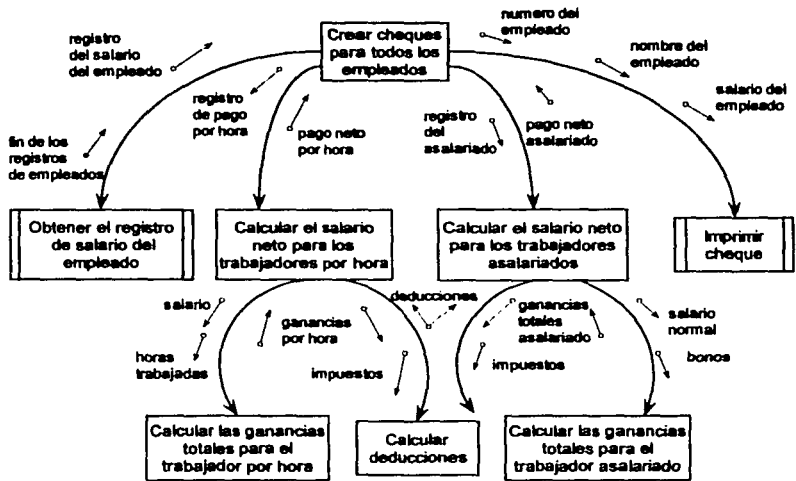 Crear cheques
para todos los
empleados
registro
del salario
del empleado
numero del
empleado
nombre del
empleado
salario del
empleado
registro
de pago
por hora
pago neto
por hora
registro
del
asalariado
pago neto
asalariado
fin de los
registros
de empleados
Obtener el registro
de salario del
empleado
Calcular el salario
neto para los
trabajadores por hora
Calcular el salario neto
para los trabajadores
asalariados
Imprimir
cheque
salario
horas
trabajadas
ganancias
por hora
impuestos
deducciones
ganancias
totales
asalariado
impuestos
salario
normal
bonos
Calcular las ganancias
totales para el
trabajador por hora
Calcular
deducciones
Calcular las ganancias
totales para el
trabajador asalariado